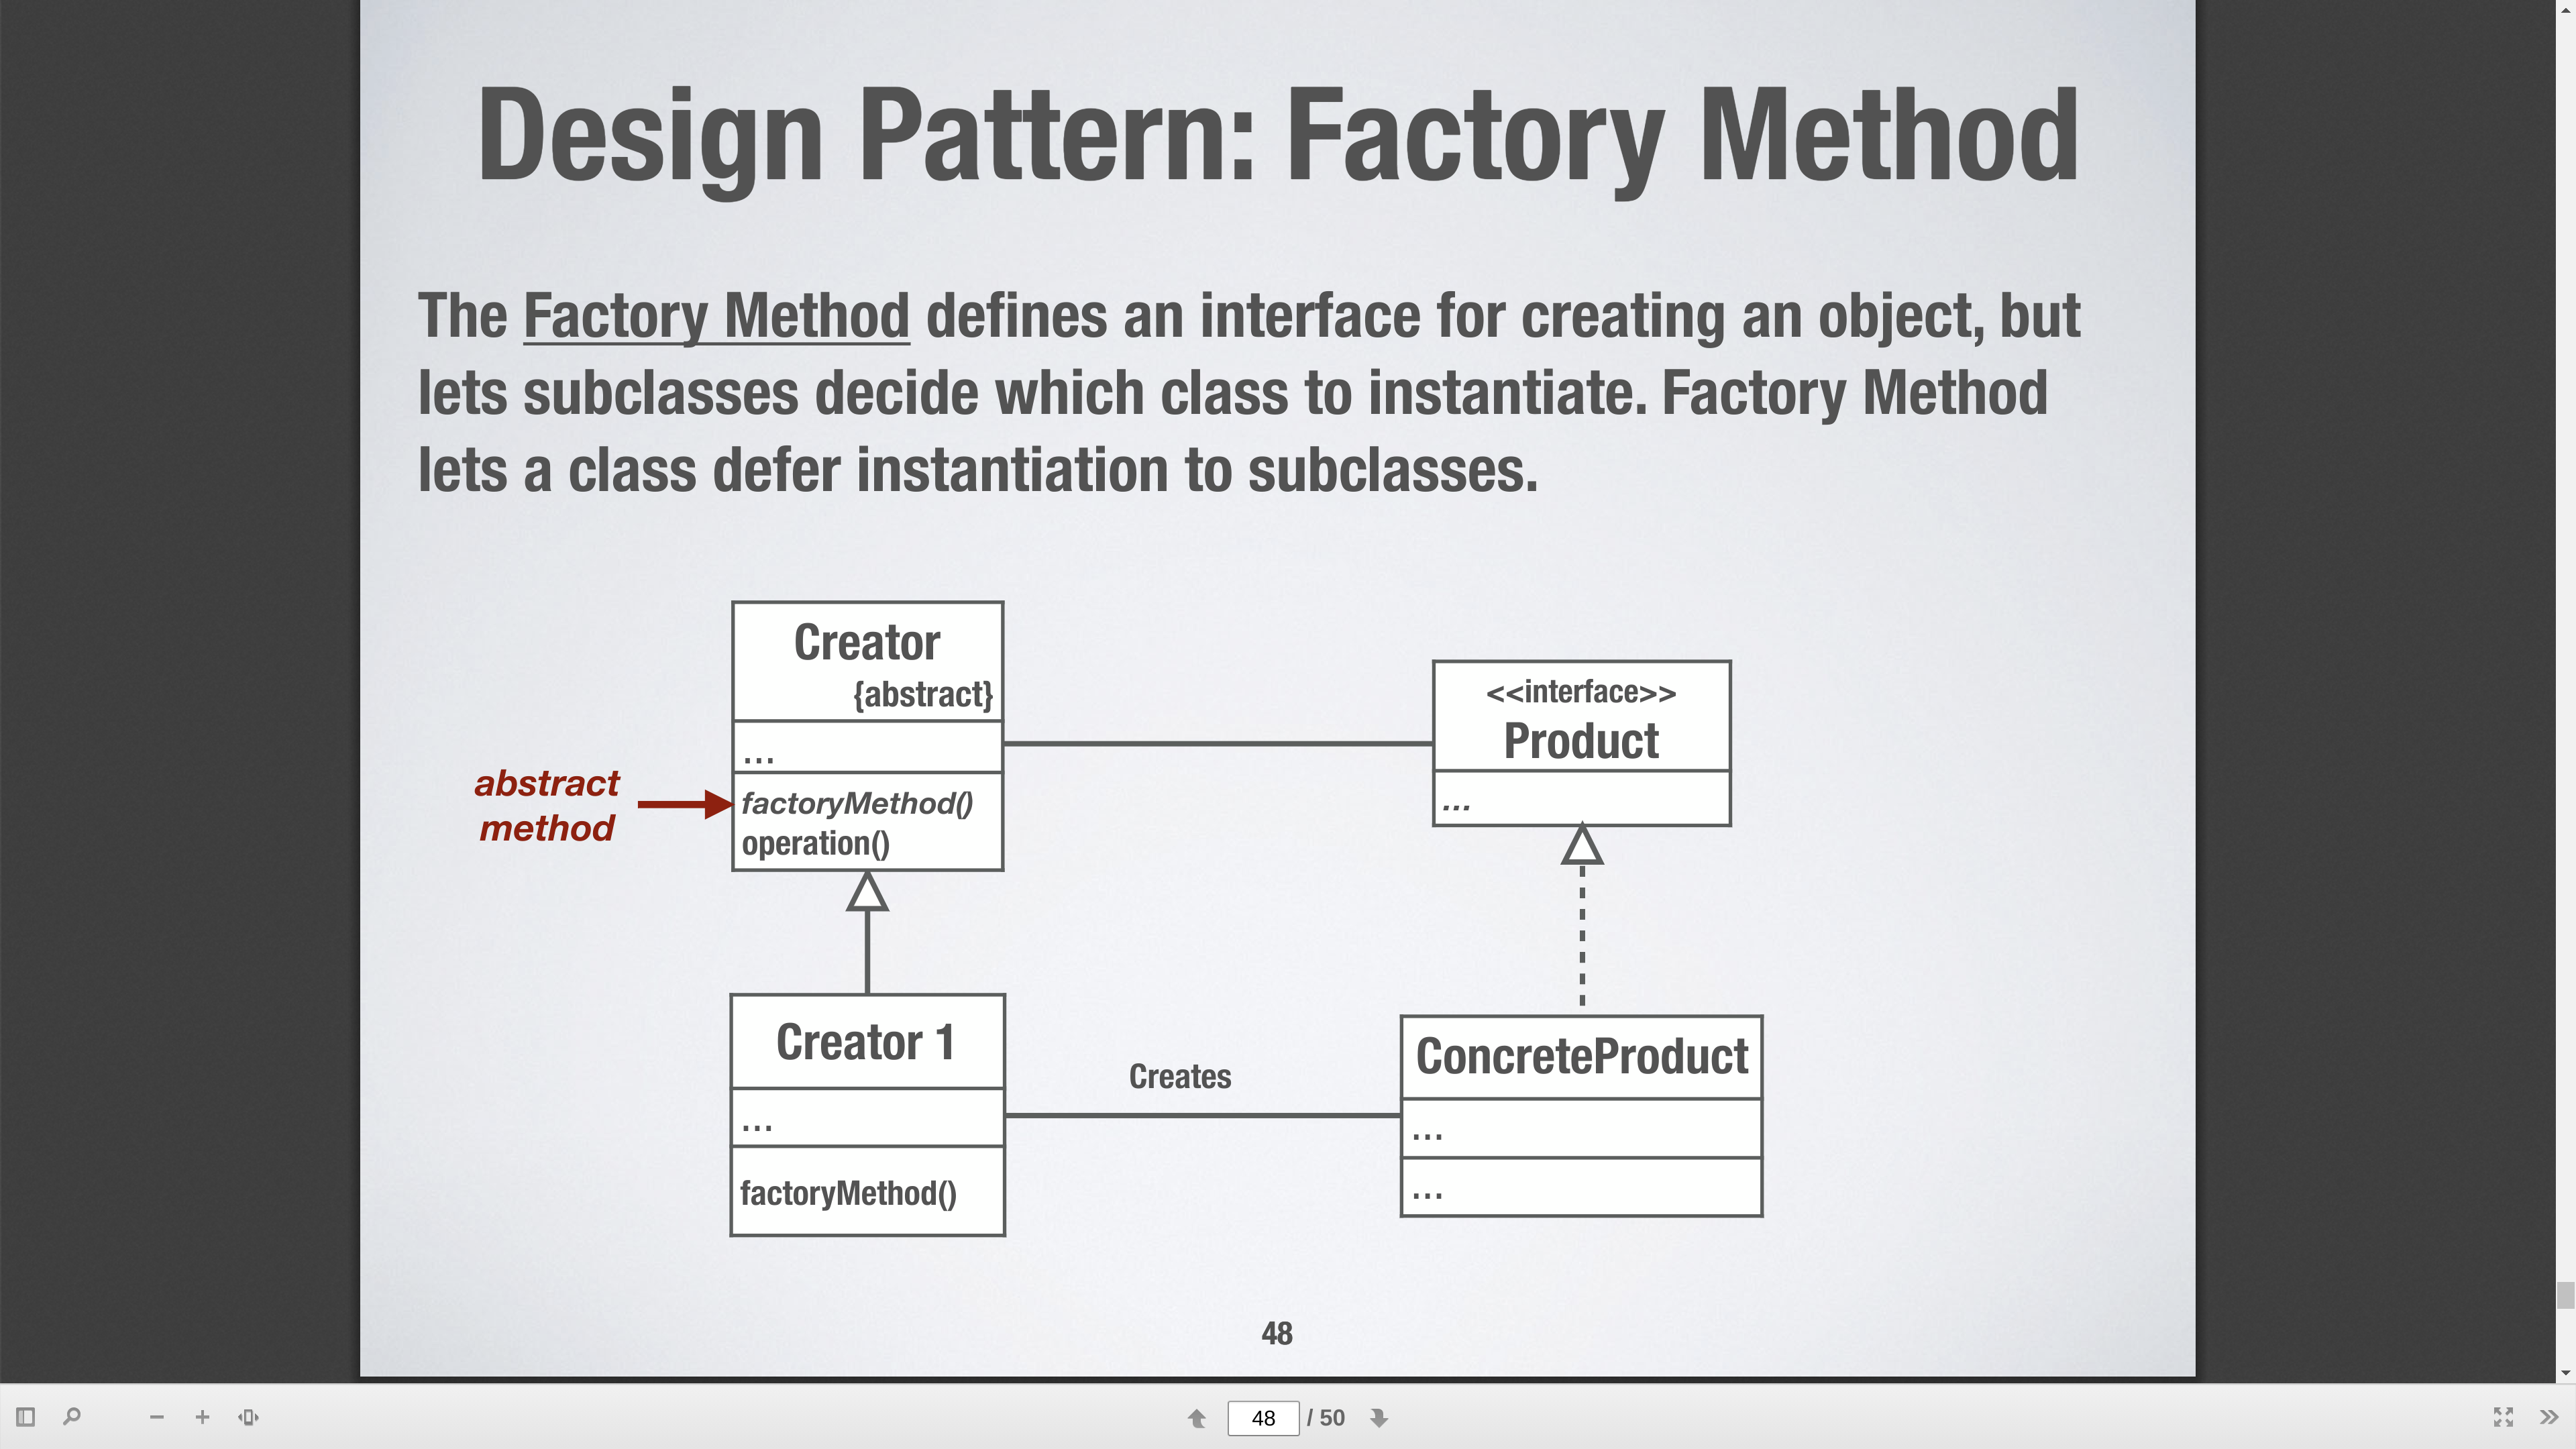 Design Pattern: Factory Method
The Factory Method defines an interface for creating an object, but
lets subclasses decide which class to instantiate. Factory Method
lets a class defer instantiation to subclasses.
Creator
{abstract}
...
factoryMethod()
operation()
abstract
method
<<interface>>
Product
...
Creator 1
...
factoryMethod()
Creates
ConcreteProduct
...
...
48
48 / 50